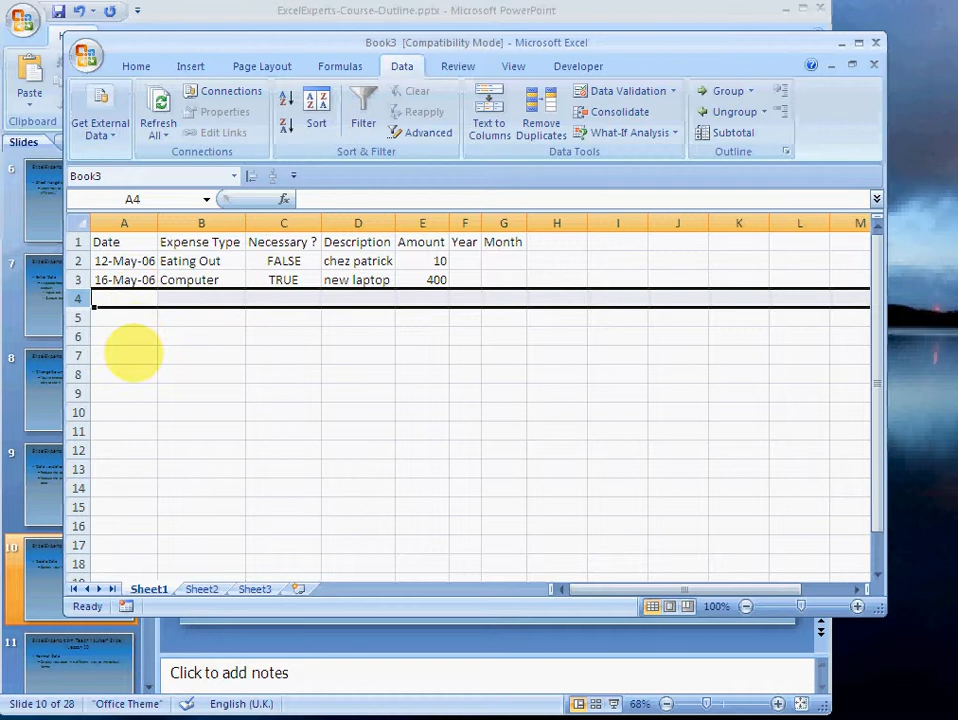 ExcelExperts-Course-Outline.pptx - Microsoft PowerPoint
Book3 [Compatibility Mode] - Microsoft Excel
Home Insert Page Layout Formulas Data Review View Developer
Paste
Clipboard
Slides
6
7
8
9
10
11
Get External
Data
Refresh
All
Connections
Properties
Edit Links
Connections
Sort
Filter
Clear
Reapply
Advanced
Sort & Filter
Text to
Columns
Remove
Duplicates
Data Validation
Consolidate
What-If Analysis
Data Tools
Group
Ungroup
Subtotal
Outline
Book3
A4
fx
A B C D E F G H I J K L M
1 Date Expense Type Necessary ? Description Amount Year Month
2 12-May-06 Eating Out FALSE chez patrick 10
3 16-May-06 Computer TRUE new laptop 400
4
5
6
7
8
9
10
11
12
13
14
15
16
17
18
Sheet1 Sheet2 Sheet3
Ready 100%
Click to add notes
Slide 10 of 28 "Office Theme" English (U.K.) 68%